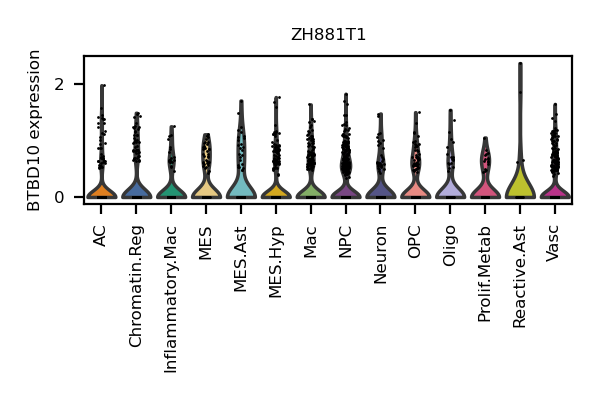 ZH881T1
BTBD10 expression
2
0
AC
Chromatin.Reg
Inflammatory.Mac
MES
MES.Ast
MES.Hyp
Mac
NPC
Neuron
OPC
Oligo
Prolif.Metab
Reactive.Ast
Vasc